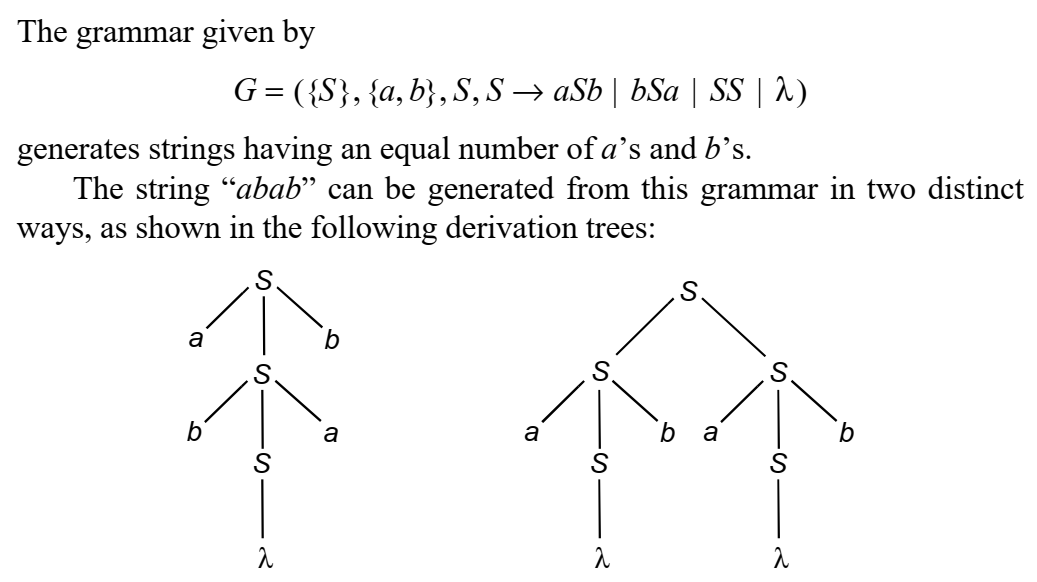 The grammar given by
G = ({S}, {a, b}, S, S → aSb | bSa | SS | λ)
generates strings having an equal number of a’s and b’s.
The string “abab” can be generated from this grammar in two distinct
ways, as shown in the following derivation trees:
S S
a b
S S S
b a a b a b
S S S
λ λ λ